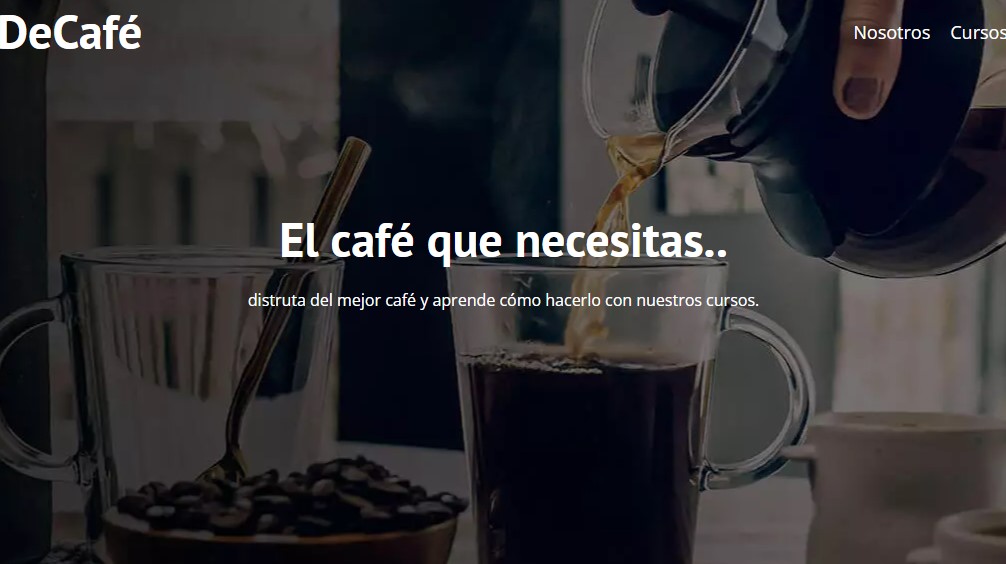 DeCafé
Nosotros Cursos
El café que necesitas..
distruta del mejor café y aprende cómo hacerlo con nuestros cursos.